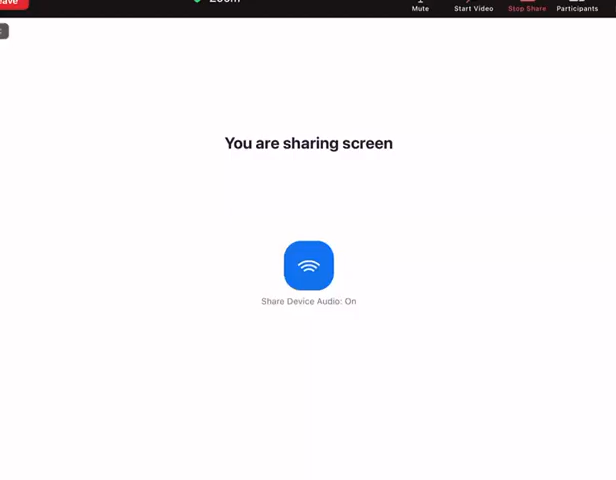 Mute
Start Video
Stop Share
Participants
You are sharing screen
Share Device Audio: On